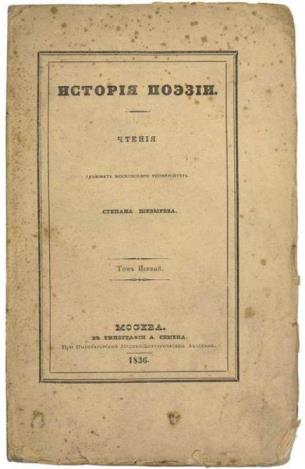 ИСТОРІЯ ПОЭЗІИ.
ЧТЕНІЯ
АДЪЮНКТА МОСКОВСКАГО УНИВЕРСИТЕТА
СТЕПАНА ШЕВЫРЕВА.
Томъ Первый.
МОСКВА.
ВЪ ТИПОГРАФІИ А. СЕМЕНА,
При Императорской Медико-Хирургической Академіи.
1836.